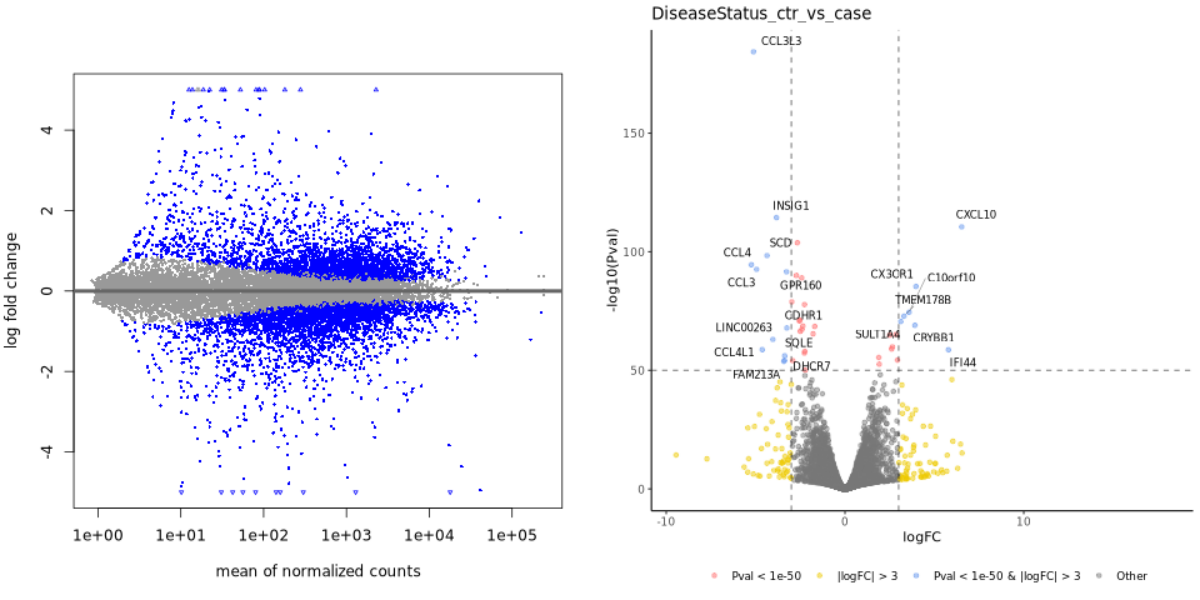 log fold change
4
2
0
-2
-4
1e+00 1e+01 1e+02 1e+03 1e+04 1e+05
mean of normalized counts
DiseaseStatus_ctr_vs_case
-log10(Pval)
150
100
50
0
CCL3L3
INSIG1
CXCL10
SCD
CCL4
CX3CR1
C10orf10
CCL3
GPR160
TMEM178B
CDHR1
LINC00263
SULT1A4
CRYBB1
SQLE
CCL4L1
IFI44
DHCR7
FAM213A
-10 0 10
logFC
Pval < 1e-50 |logFC| > 3 Pval < 1e-50 & |logFC| > 3 Other